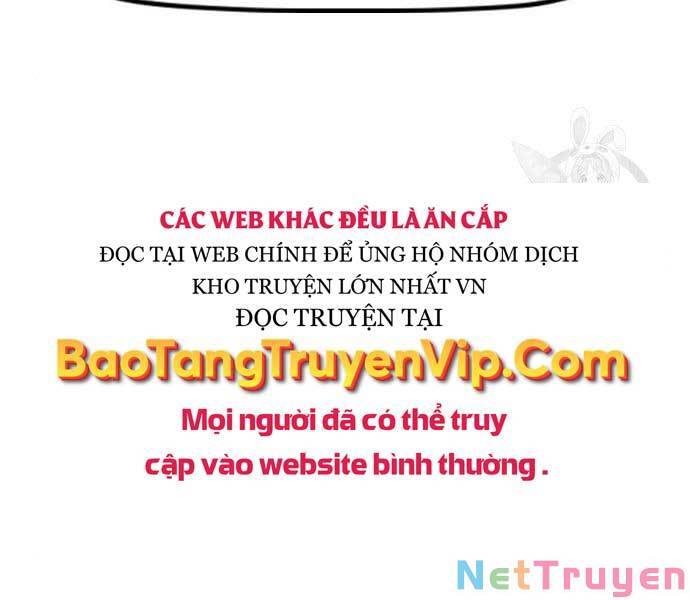 CÁC WEB KHÁC ĐỀU LÀ ĂN CẮP
ĐỌC TẠI WEB CHÍNH ĐỂ ỦNG HỘ NHÓM DỊCH
KHO TRUYỆN LỚN NHẤT VN
ĐỌC TRUYỆN TẠI
BaoTangTruyenVip.Com
Mọi người đã có thể truy
cập vào website bình thường.
NetTruyen